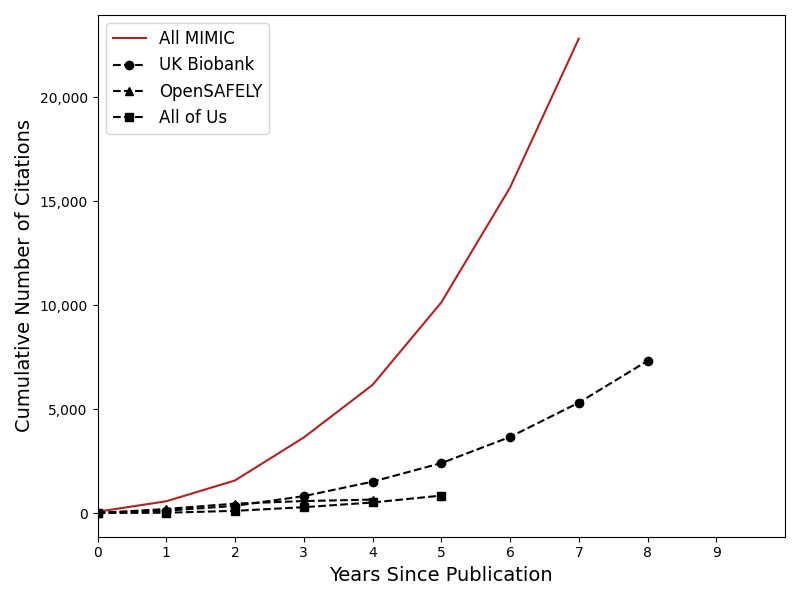 All MIMIC
UK Biobank
OpenSAFELY
All of Us
Cumulative Number of Citations
20,000
15,000
10,000
5,000
0
0 1 2 3 4 5 6 7 8 9
Years Since Publication